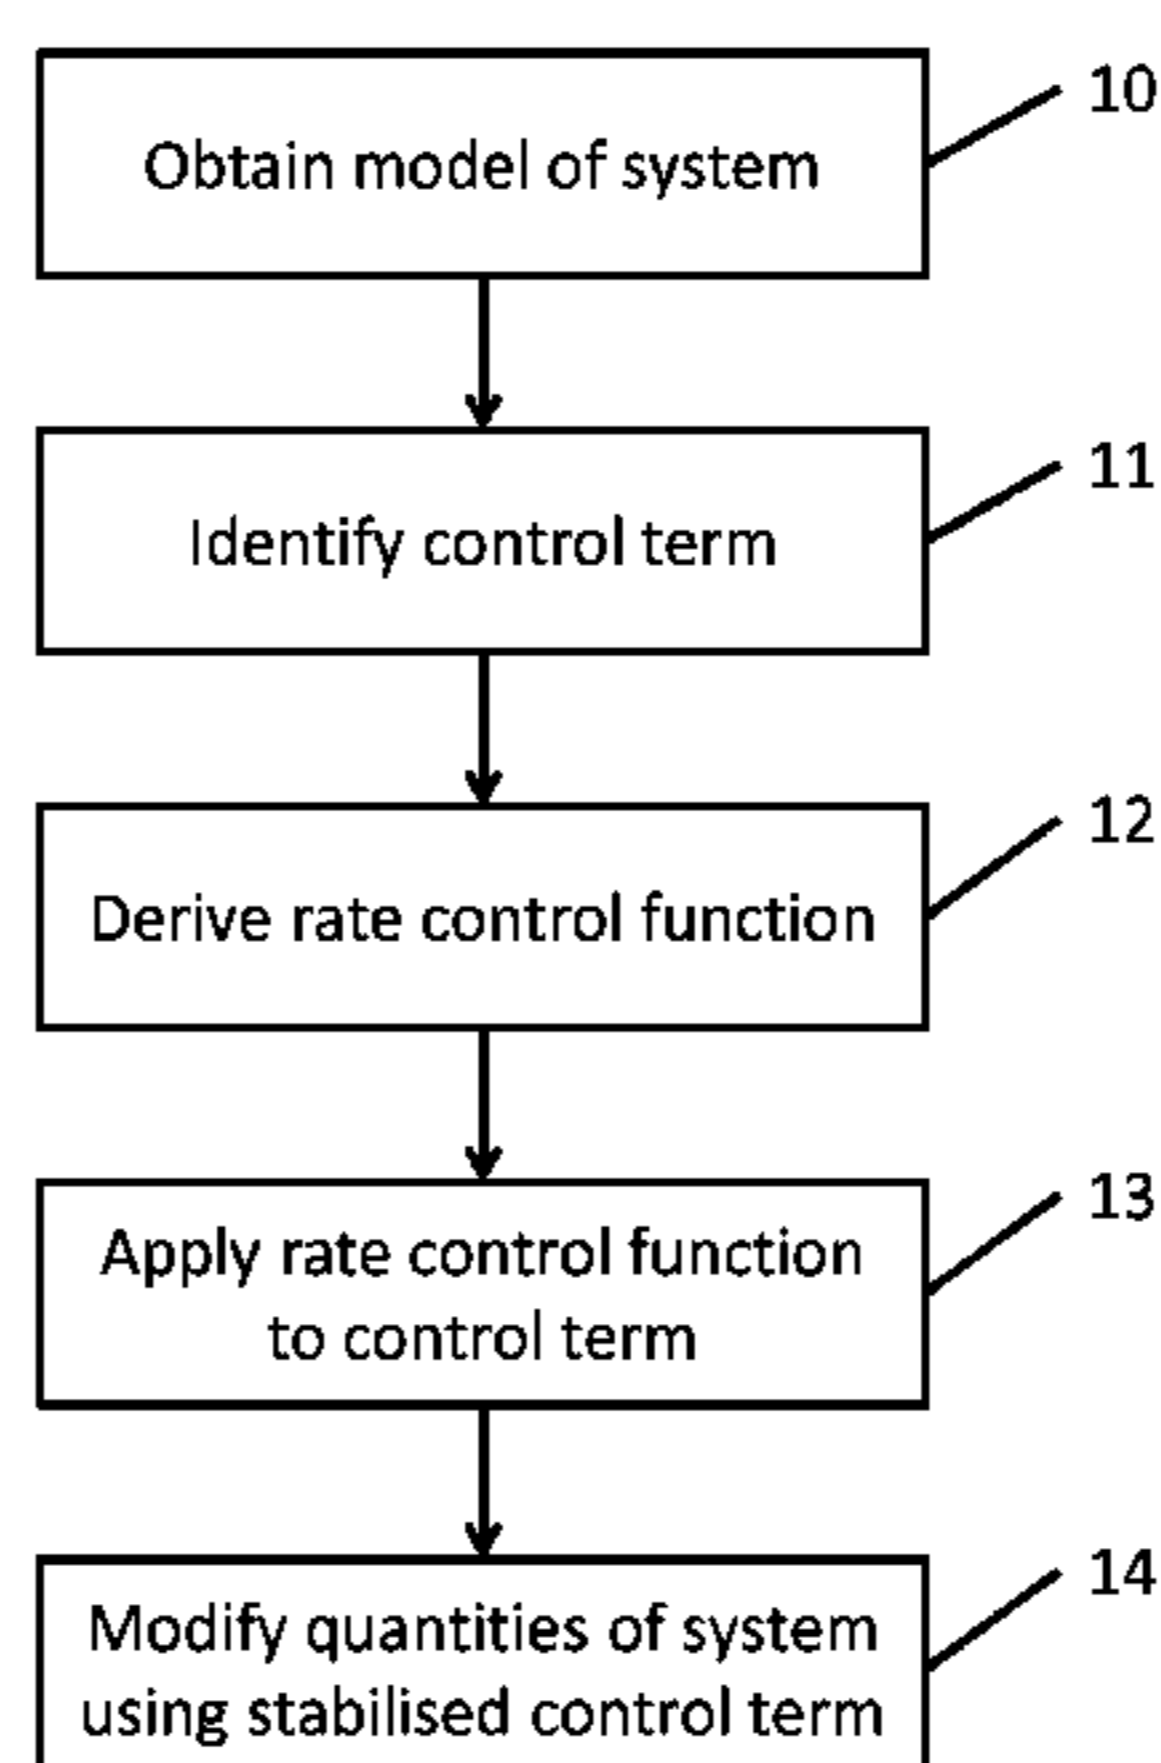 Obtain model of system
10
Identify control term
11
Derive rate control function
12
Apply rate control function
to control term
13
Modify quantities of system
using stabilised control term
14